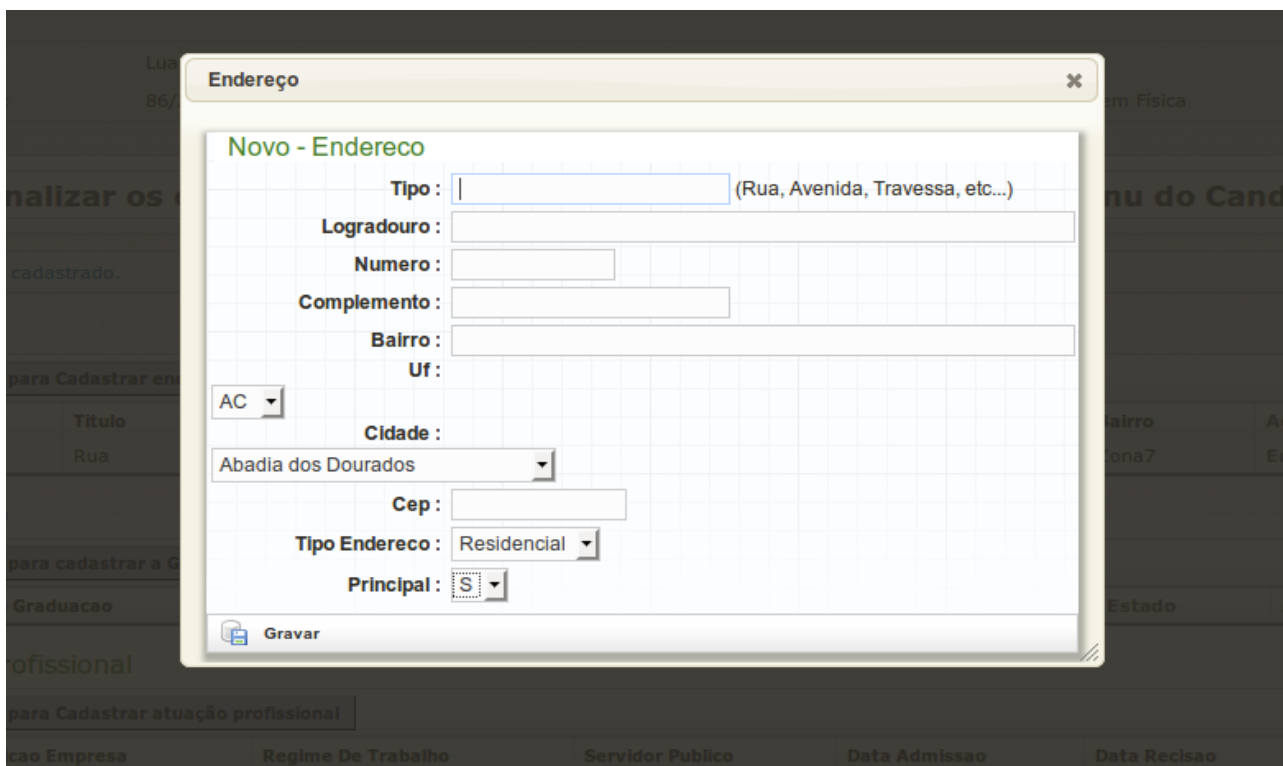 Lua
Endereço
86/
em Física
Novo - Endereco
Tipo : (Rua, Avenida, Travessa, etc...)
nalizar os nu do Cand
Logradouro :
Numero :
cadastrado.
Complemento :
Bairro :
Uf :
para Cadastrar en
AC
Titulo Bairro
Cidade :
Rua Zona7
Abadia dos Dourados
Cep :
Tipo Endereco : Residencial
para cadastrar a G
Principal : S
Graduacao Estado
Gravar
rofissional
para Cadastrar atuação profissional
cao Empresa Regime De Trabalho Servidor Publico Data Admissao Data Recisao